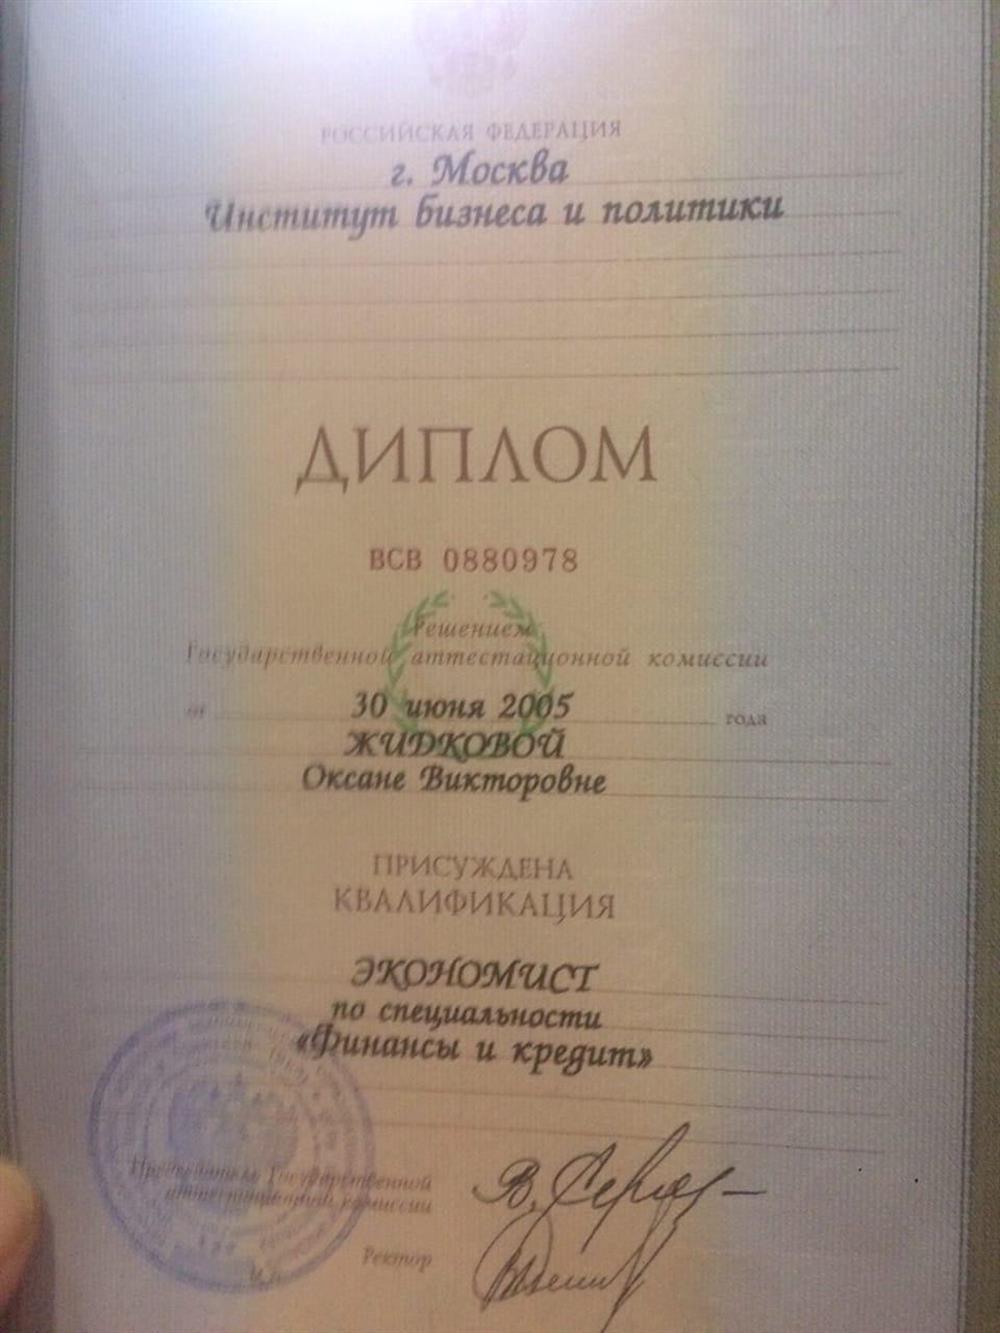 РОССИЙСКАЯ ФЕДЕРАЦИЯ
г. Москва
Институт бизнеса и политики
ДИПЛОМ
ВСВ 0880978
Решением
Государственной аттестационной комиссии
от 30 июня 2005 года
ЖИДКОВОЙ
Оксане Викторовне
ПРИСУЖДЕНА
КВАЛИФИКАЦИЯ
ЭКОНОМИСТ
по специальности
«Финансы и кредит»
Председатель Государственной
аттестационной комиссии
Ректор